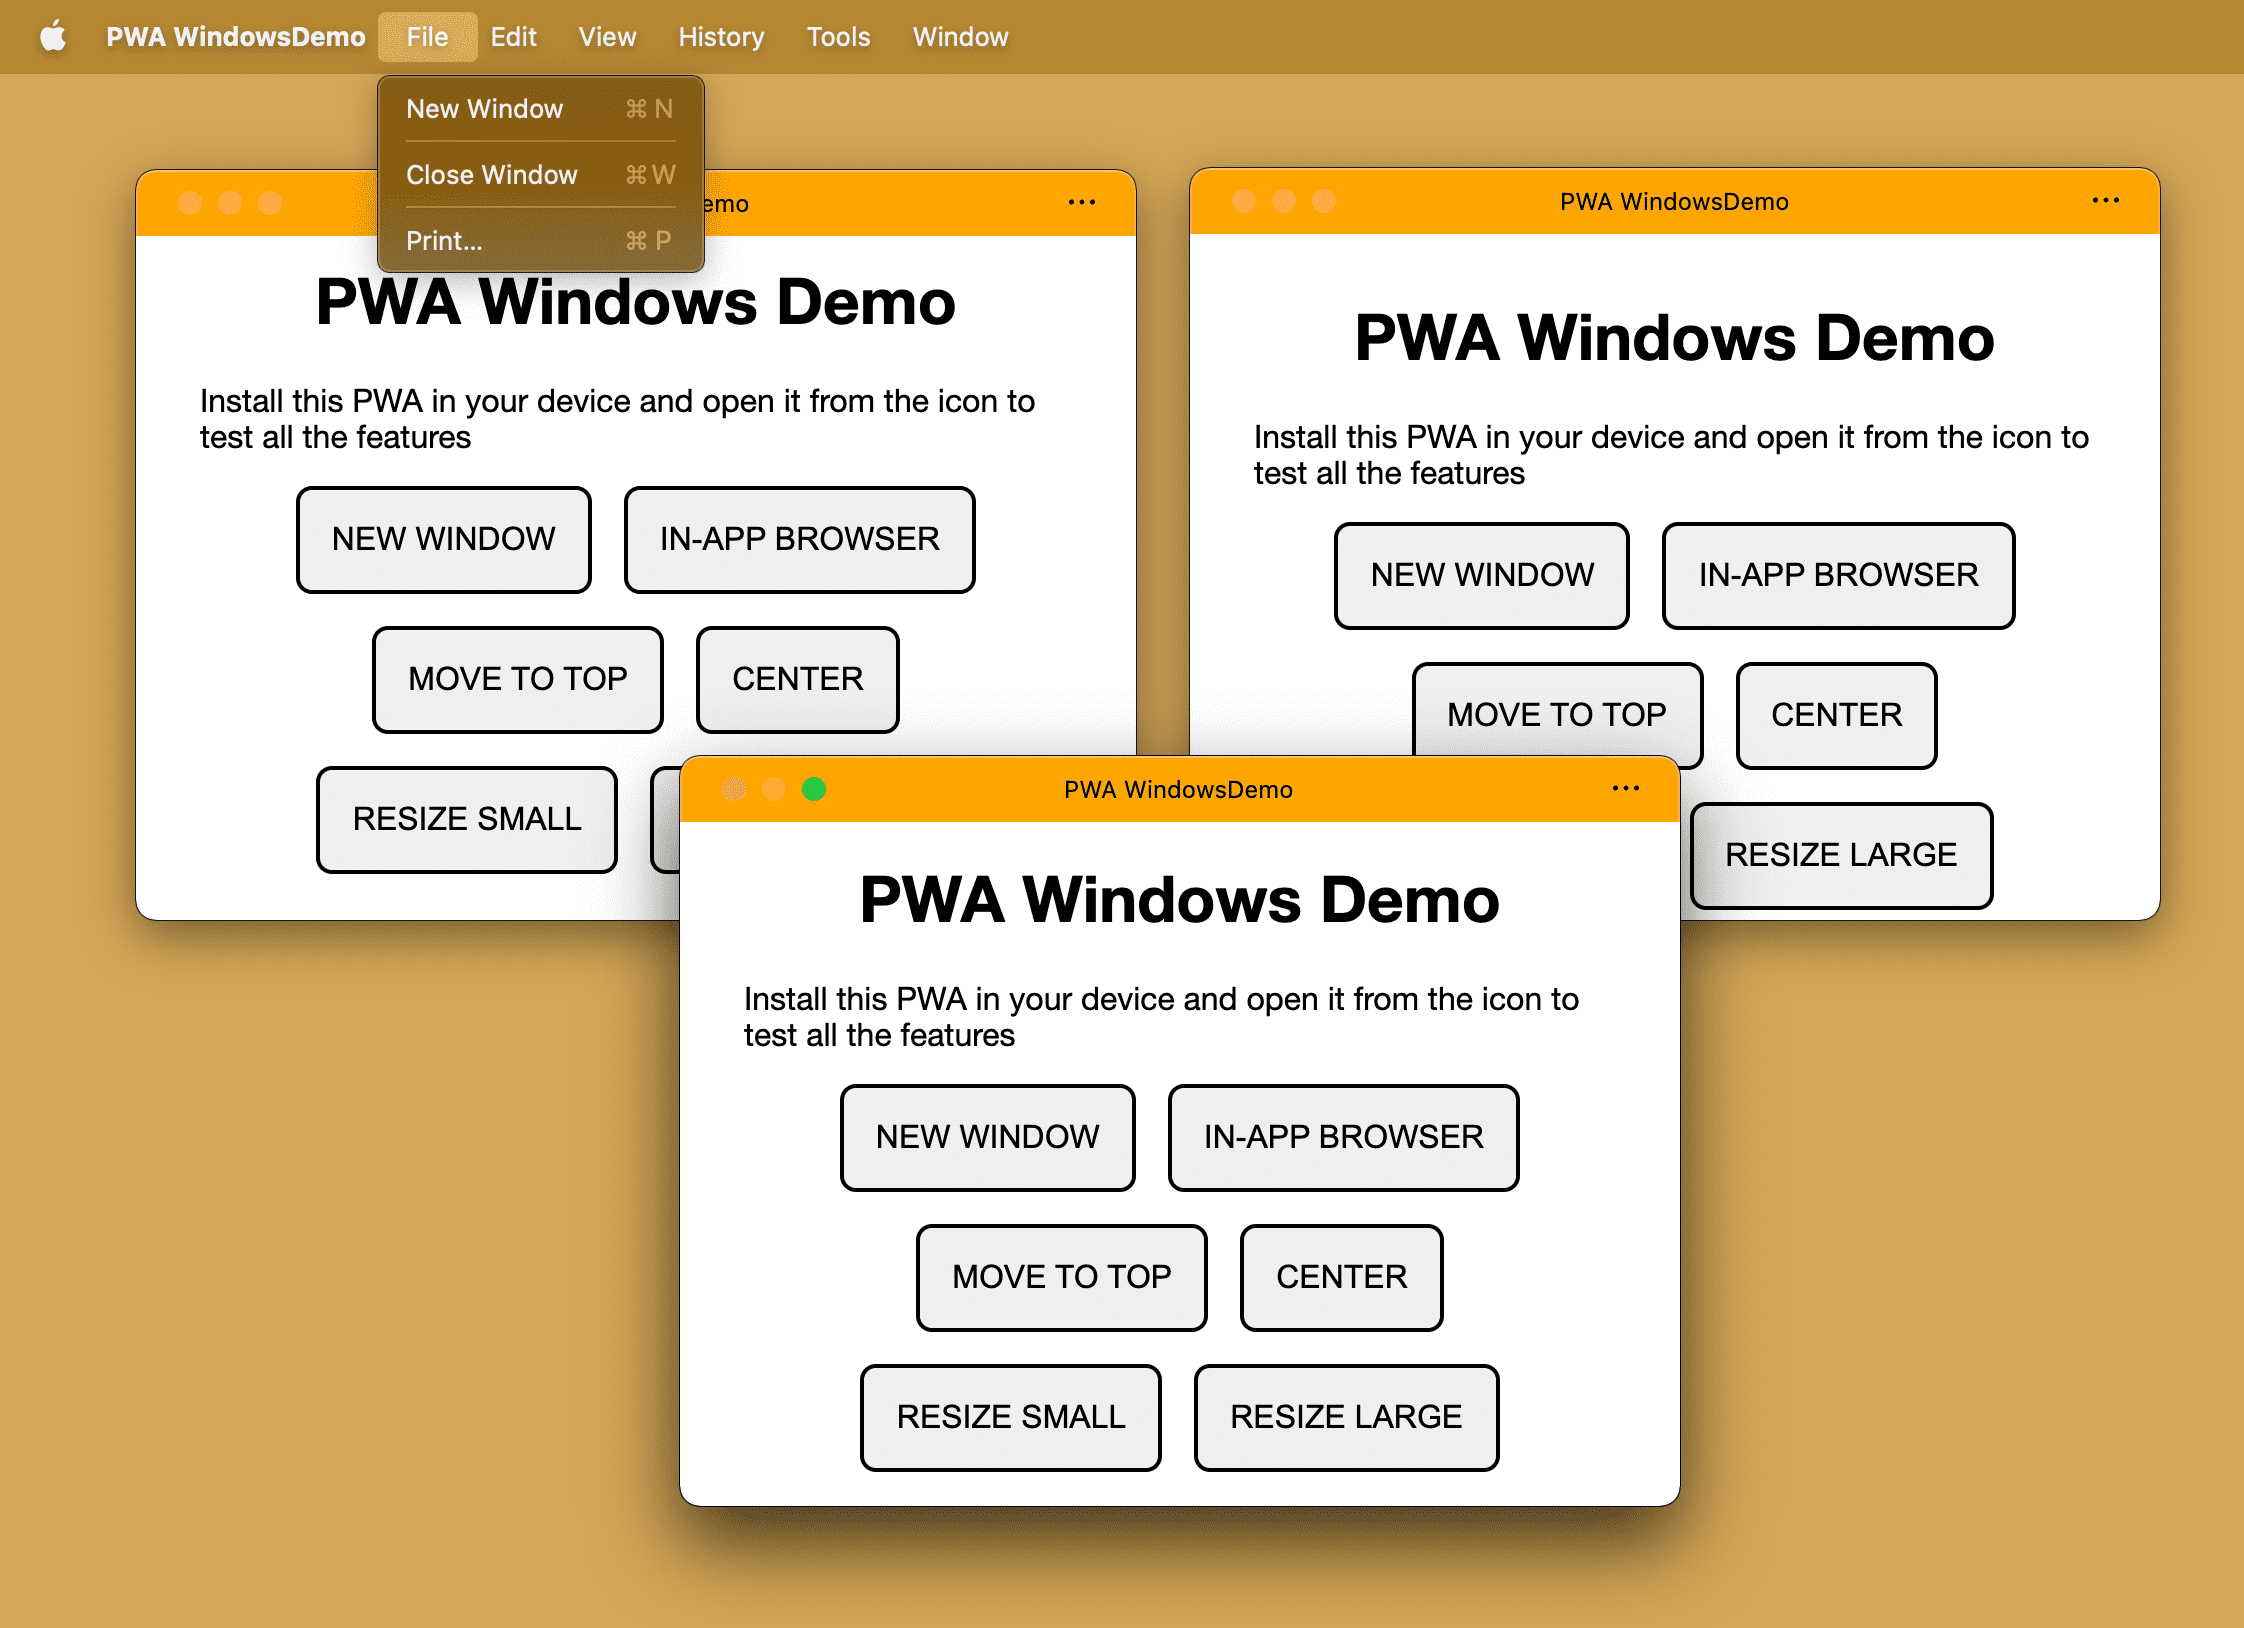 PWA WindowsDemo File Edit View History Tools Window
New Window ⌘ N
Close Window ⌘ W
Print... ⌘ P
PWA Windows Demo
Install this PWA in your device and open it from the icon to
test all the features
NEW WINDOW IN-APP BROWSER
MOVE TO TOP CENTER
RESIZE SMALL
PWA WindowsDemo
PWA Windows Demo
Install this PWA in your device and open it from the icon to
test all the features
NEW WINDOW IN-APP BROWSER
MOVE TO TOP CENTER
RESIZE LARGE
PWA WindowsDemo
PWA Windows Demo
Install this PWA in your device and open it from the icon to
test all the features
NEW WINDOW IN-APP BROWSER
MOVE TO TOP CENTER
RESIZE SMALL RESIZE LARGE